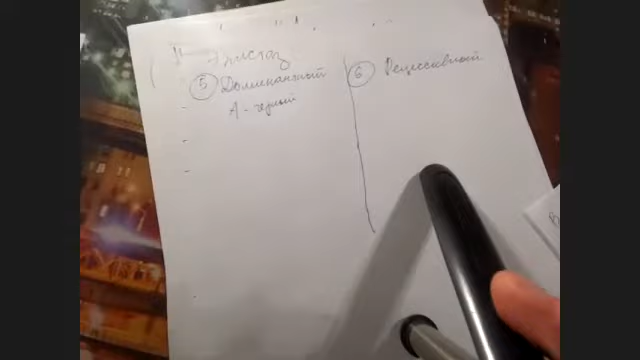 Эпистаз
⑤ Доминантный
А - черный
⑥ Рецессивный
В